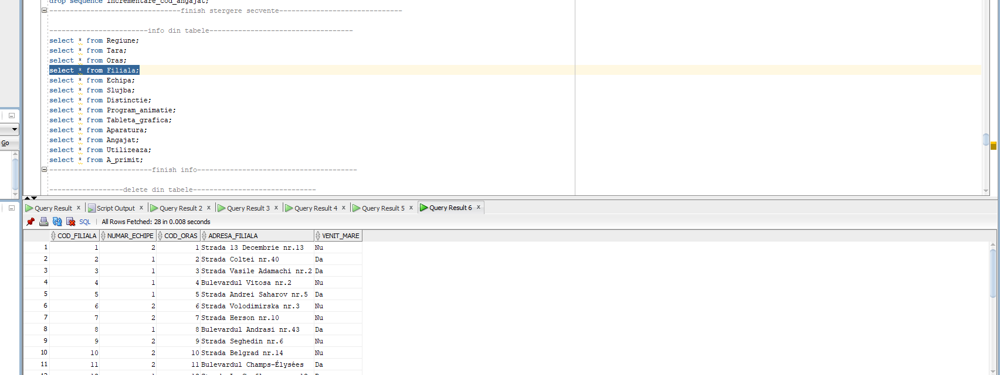 drop sequence incrementare_cod_angajat;
--------------------------------finish stergere secvente------------------------------
------------------------info din tabele-----------------------------------
select * from Regiune;
select * from Tara;
select * from Oras;
select * from Filiala;
select * from Echipa;
select * from Slujba;
select * from Distinctie;
select * from Program_animatie;
select * from Tableta_grafica;
select * from Aparatura;
select * from Angajat;
select * from Utilizeaza;
select * from A_primit;
-------------------------finish info---------------------------------------
------------------delete din tabele------------------------------
Go
Query Result x Script Output x Query Result 2 x Query Result 3 x Query Result 4 x Query Result 5 x Query Result 6 x
SQL | All Rows Fetched: 28 in 0.008 seconds
COD_FILIALA NUMAR_ECHIPE COD_ORAS ADRESA_FILIALA VENIT_MARE
1 1 2 1 Strada 13 Decembrie nr.13 Nu
2 2 1 2 Strada Coltei nr.40 Da
3 3 1 3 Strada Vasile Adamachi nr.2 Da
4 4 1 4 Bulevardul Vitosa nr.2 Nu
5 5 1 5 Strada Andrei Saharov nr.5 Da
6 6 2 6 Strada Volodimirska nr.3 Nu
7 7 2 7 Strada Herson nr.10 Nu
8 8 1 8 Bulevardul Andrasi nr.43 Da
9 9 2 9 Strada Seghedin nr.6 Nu
10 10 2 10 Strada Belgrad nr.14 Nu
11 11 2 11 Bulevardul Champs-Élysées Da